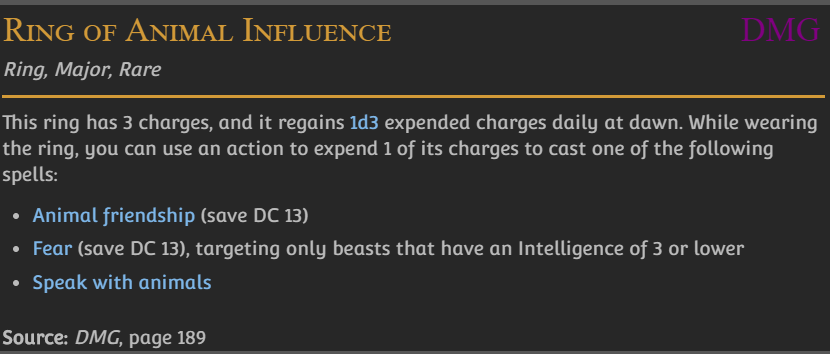 Ring of Animal Influence DMG
Ring, Major, Rare
This ring has 3 charges, and it regains 1d3 expended charges daily at dawn. While wearing
the ring, you can use an action to expend 1 of its charges to cast one of the following
spells:
• Animal friendship (save DC 13)
• Fear (save DC 13), targeting only beasts that have an Intelligence of 3 or lower
• Speak with animals
Source: DMG, page 189